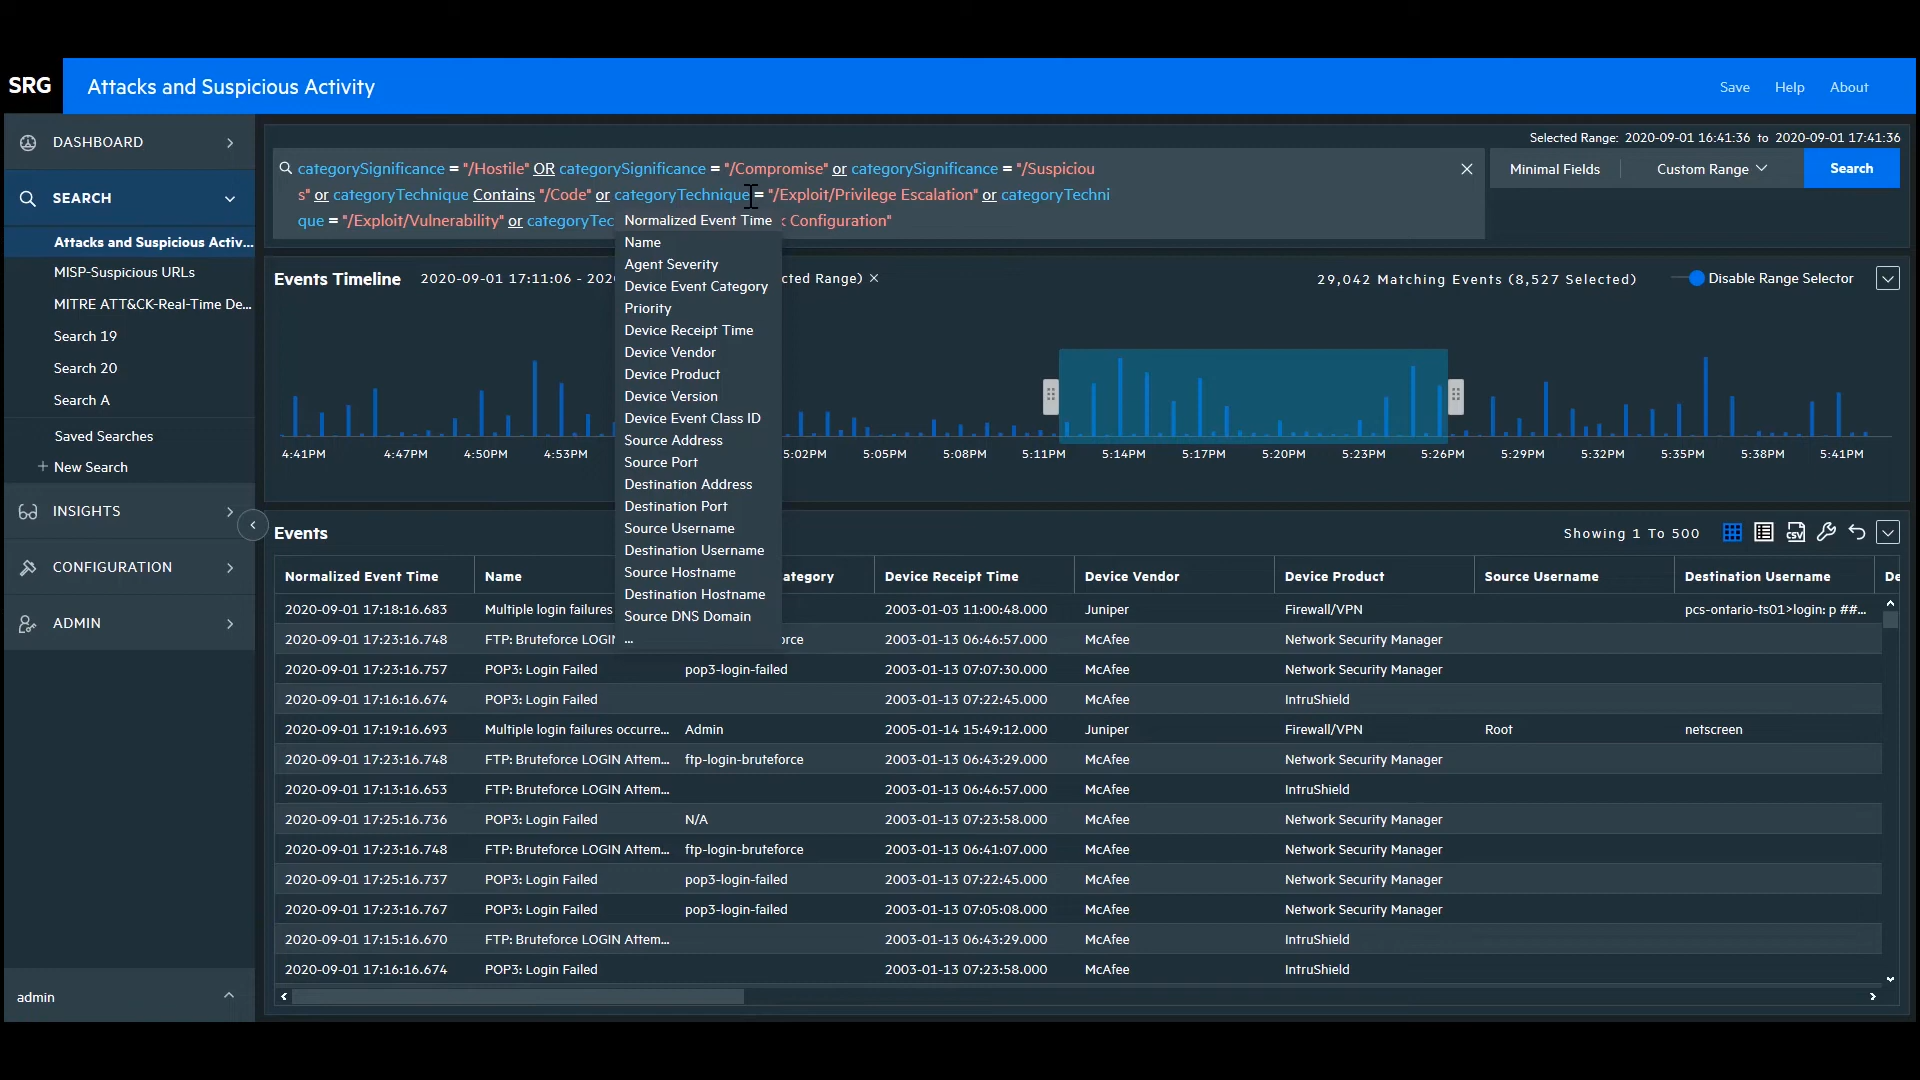 SRG
Attacks and Suspicious Activity
Save
Help
About
DASHBOARD
SEARCH
Attacks and Suspicious Activ...
MISP-Suspicious URLs
MITRE ATT&CK-Real-Time De...
Search 19
Search 20
Search A
Saved Searches
New Search
INSIGHTS
CONFIGURATION
ADMIN
admin
Selected Range: 2020-09-01 16:41:36 to 2020-09-01 17:41:36
categorySignificance = "/Hostile" OR categorySignificance = "/Compromise" or categorySignificance = "/Suspiciou
s" or categoryTechnique Contains "/Code" or categoryTechnique = "/Exploit/Privilege Escalation" or categoryTechni
que = "/Exploit/Vulnerability" or categoryTec k Configuration"
Minimal Fields
Custom Range
Search
Normalized Event Time
Name
Agent Severity
Device Event Category
Priority
Device Receipt Time
Device Vendor
Device Product
Device Version
Device Event Class ID
Source Address
Source Port
Destination Address
Destination Port
Source Username
Destination Username
Source Hostname
Destination Hostname
Source DNS Domain
...
Events Timeline 2020-09-01 17:11:06 - 202 cted Range)
29,042 Matching Events (8,527 Selected)
Disable Range Selector
4:41PM 4:47PM 4:50PM 4:53PM 5:02PM 5:05PM 5:08PM 5:11PM 5:14PM 5:17PM 5:20PM 5:23PM 5:26PM 5:29PM 5:32PM 5:35PM 5:38PM 5:41PM
Events
Showing 1 To 500
CSV
Normalized Event Time Name ategory Device Receipt Time Device Vendor Device Product Source Username Destination Username De
2020-09-01 17:18:16.683 Multiple login failures 2003-01-03 11:00:48.000 Juniper Firewall/VPN pcs-ontario-ts01>login: p ##...
2020-09-01 17:23:16.748 FTP: Bruteforce LOGIN orce 2003-01-13 06:46:57.000 McAfee Network Security Manager
2020-09-01 17:23:16.757 POP3: Login Failed pop3-login-failed 2003-01-13 07:07:30.000 McAfee Network Security Manager
2020-09-01 17:16:16.674 POP3: Login Failed 2003-01-13 07:22:45.000 McAfee IntruShield
2020-09-01 17:19:16.693 Multiple login failures occurre... Admin 2005-01-14 15:49:12.000 Juniper Firewall/VPN Root netscreen
2020-09-01 17:23:16.748 FTP: Bruteforce LOGIN Attem... ftp-login-bruteforce 2003-01-13 06:43:29.000 McAfee Network Security Manager
2020-09-01 17:13:16.653 FTP: Bruteforce LOGIN Attem... 2003-01-13 06:46:57.000 McAfee IntruShield
2020-09-01 17:25:16.736 POP3: Login Failed N/A 2003-01-13 07:23:58.000 McAfee Network Security Manager
2020-09-01 17:23:16.748 FTP: Bruteforce LOGIN Attem... ftp-login-bruteforce 2003-01-13 06:41:07.000 McAfee Network Security Manager
2020-09-01 17:25:16.737 POP3: Login Failed pop3-login-failed 2003-01-13 07:22:45.000 McAfee Network Security Manager
2020-09-01 17:23:16.767 POP3: Login Failed pop3-login-failed 2003-01-13 07:05:08.000 McAfee Network Security Manager
2020-09-01 17:15:16.670 FTP: Bruteforce LOGIN Attem... 2003-01-13 06:43:29.000 McAfee IntruShield
2020-09-01 17:16:16.674 POP3: Login Failed 2003-01-13 07:23:58.000 McAfee IntruShield